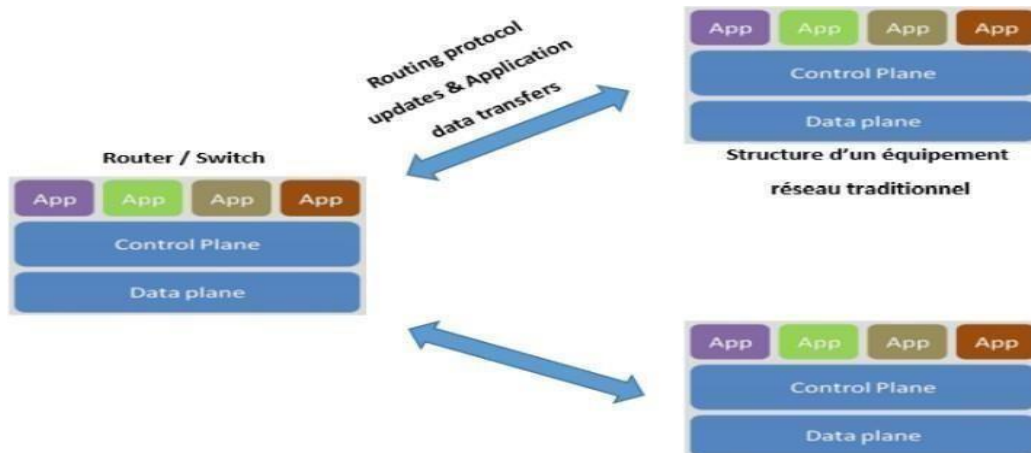 Routing protocol
updates & Application
data transfers
Router / Switch
App App App App
Control Plane
Data plane
App App App App
Control Plane
Data plane
Structure d'un équipement
réseau traditionnel
App App App App
Control Plane
Data plane